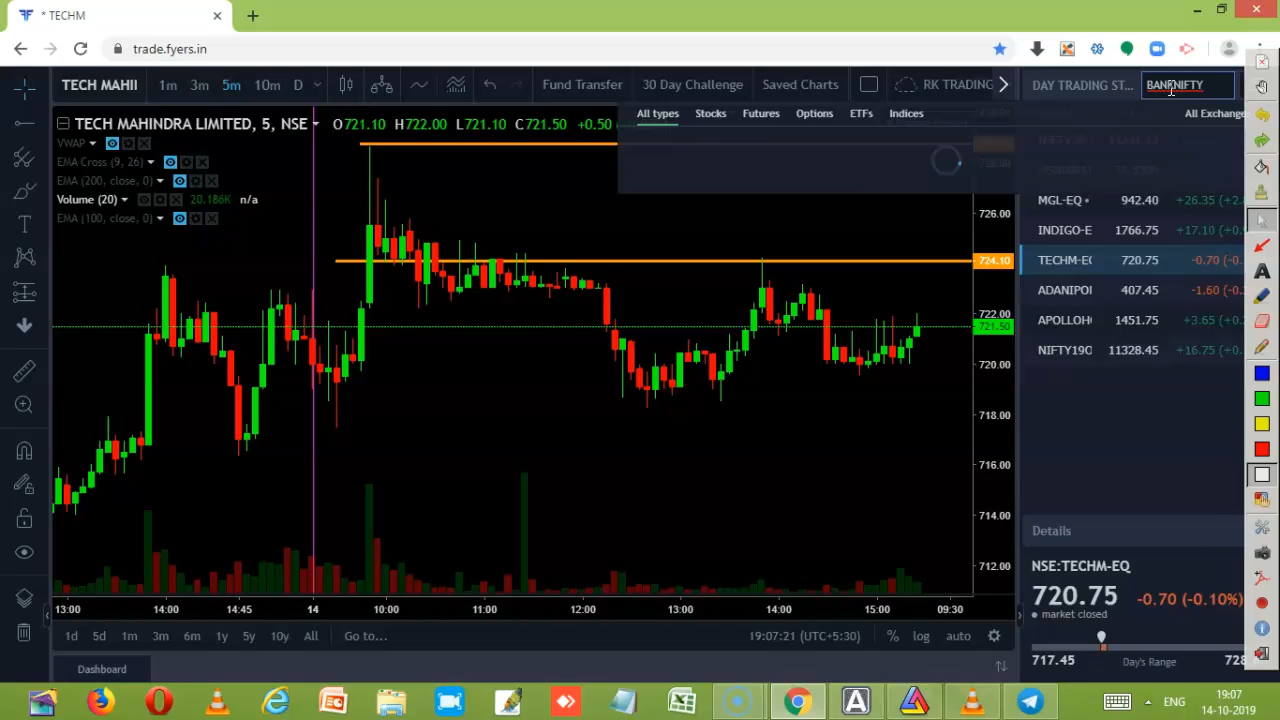 * TECHM
trade.fyers.in
TECH MAHI 1m 3m 5m 10m D Fund Transfer 30 Day Challenge Saved Charts RK TRADING DAY TRADING ST... BANKNIFTY
All types Stocks Futures Options ETFs Indices All Exchange
TECH MAHINDRA LIMITED, 5, NSE O721.10 H722.00 L721.10 C721.50 +0.50
VWAP
EMA Cross (9, 26)
EMA (200, close, 0)
Volume (20) 20.186K n/a
EMA (100, close, 0)
726.00
724.10
722.00
721.50
720.00
718.00
716.00
714.00
712.00
MGL-EQ 942.40 +26.35 (+2.
INDIGO-E 1766.75 +17.10 (+0.
TECHM-E 720.75 -0.70 (-0.
ADANIPOI 407.45 -1.60 (-0.
APOLLOH 1451.75 +3.65 (+0.
NIFTY19O 11328.45 +16.75 (+0.
Details
NSE:TECHM-EQ
720.75 -0.70 (-0.10%)
market closed
717.45 Day's Range 728
13:00 14:00 14:45 14 10:00 11:00 12:00 13:00 14:00 15:00 09:30
1d 5d 1m 3m 6m 1y 5y 10y All Go to... 19:07:21 (UTC+5:30) % log auto
Dashboard
ENG
19:07
14-10-2019